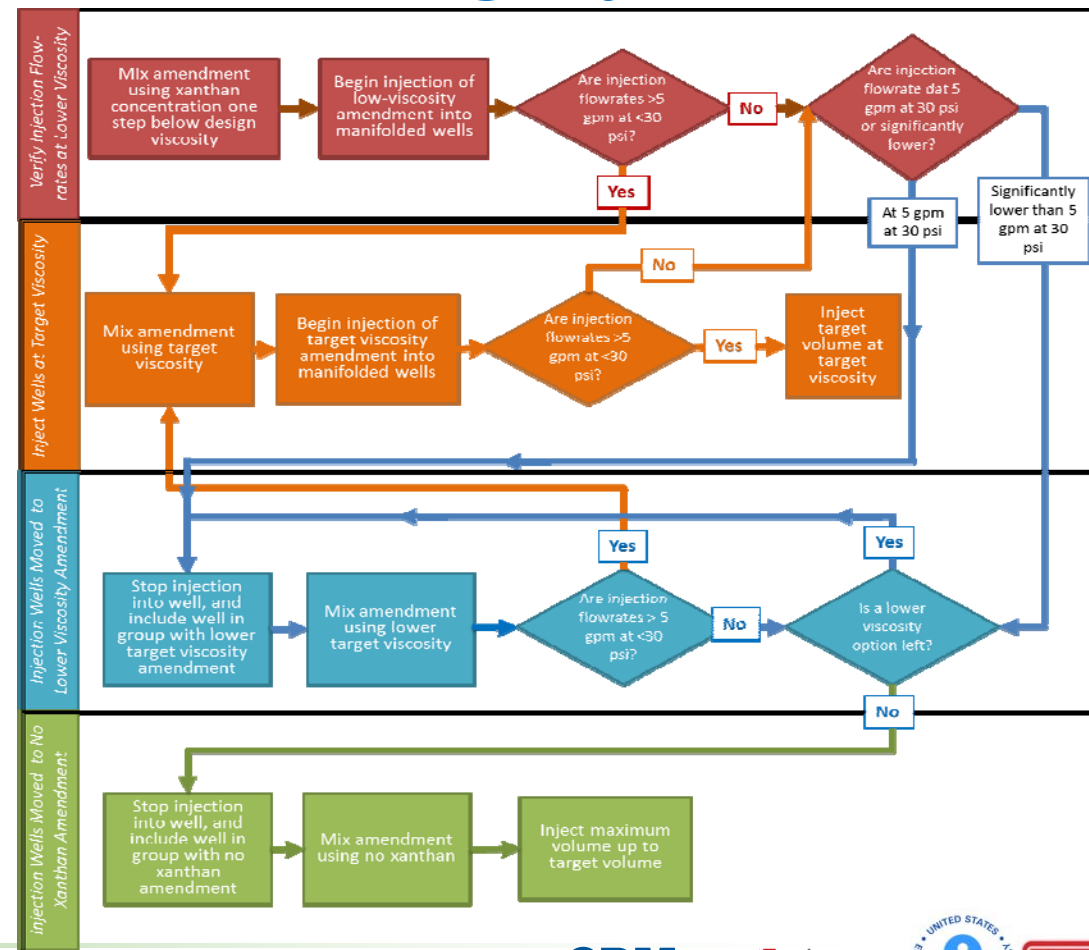 Verify Injection Flow-
rates at Lower Viscosity
Mix amendment
using xanthan
concentration one
step below design
viscosity
Begin injection of
low-viscosity
amendment into
manifolded wells
Are injection
flowrates >5
gpm at <30
psi?
No
Are injection
flowrate dat 5
gpm at 30 psi
or significantly
lower?
Yes
At 5 gpm
at 30 psi
Significantly
lower than 5
gpm at 30
psi
Inject Wells at Target Viscosity
Mix amendment
using target
viscosity
Begin injection of
target viscosity
amendment into
manifolded wells
Are injection
flowrates >5
gpm at <30
psi?
No
Yes
Inject
target
volume at
target
viscosity
Injection Wells Moved to
Lower Viscosity Amendment
Stop injection
into well, and
include well in
group with lower
target viscosity
amendment
Mix amendment
using lower
target viscosity
Yes
Are injection
flowrates > 5
gpm at <30
psi?
No
Yes
Is a lower
viscosity
option left?
No
Injection Wells Moved to No
Xanthan Amendment
Stop injection
into well, and
include well in
group with no
xanthan
amendment
Mix amendment
using no xanthan
Inject maximum
volume up to
target volume
UNITED STATES